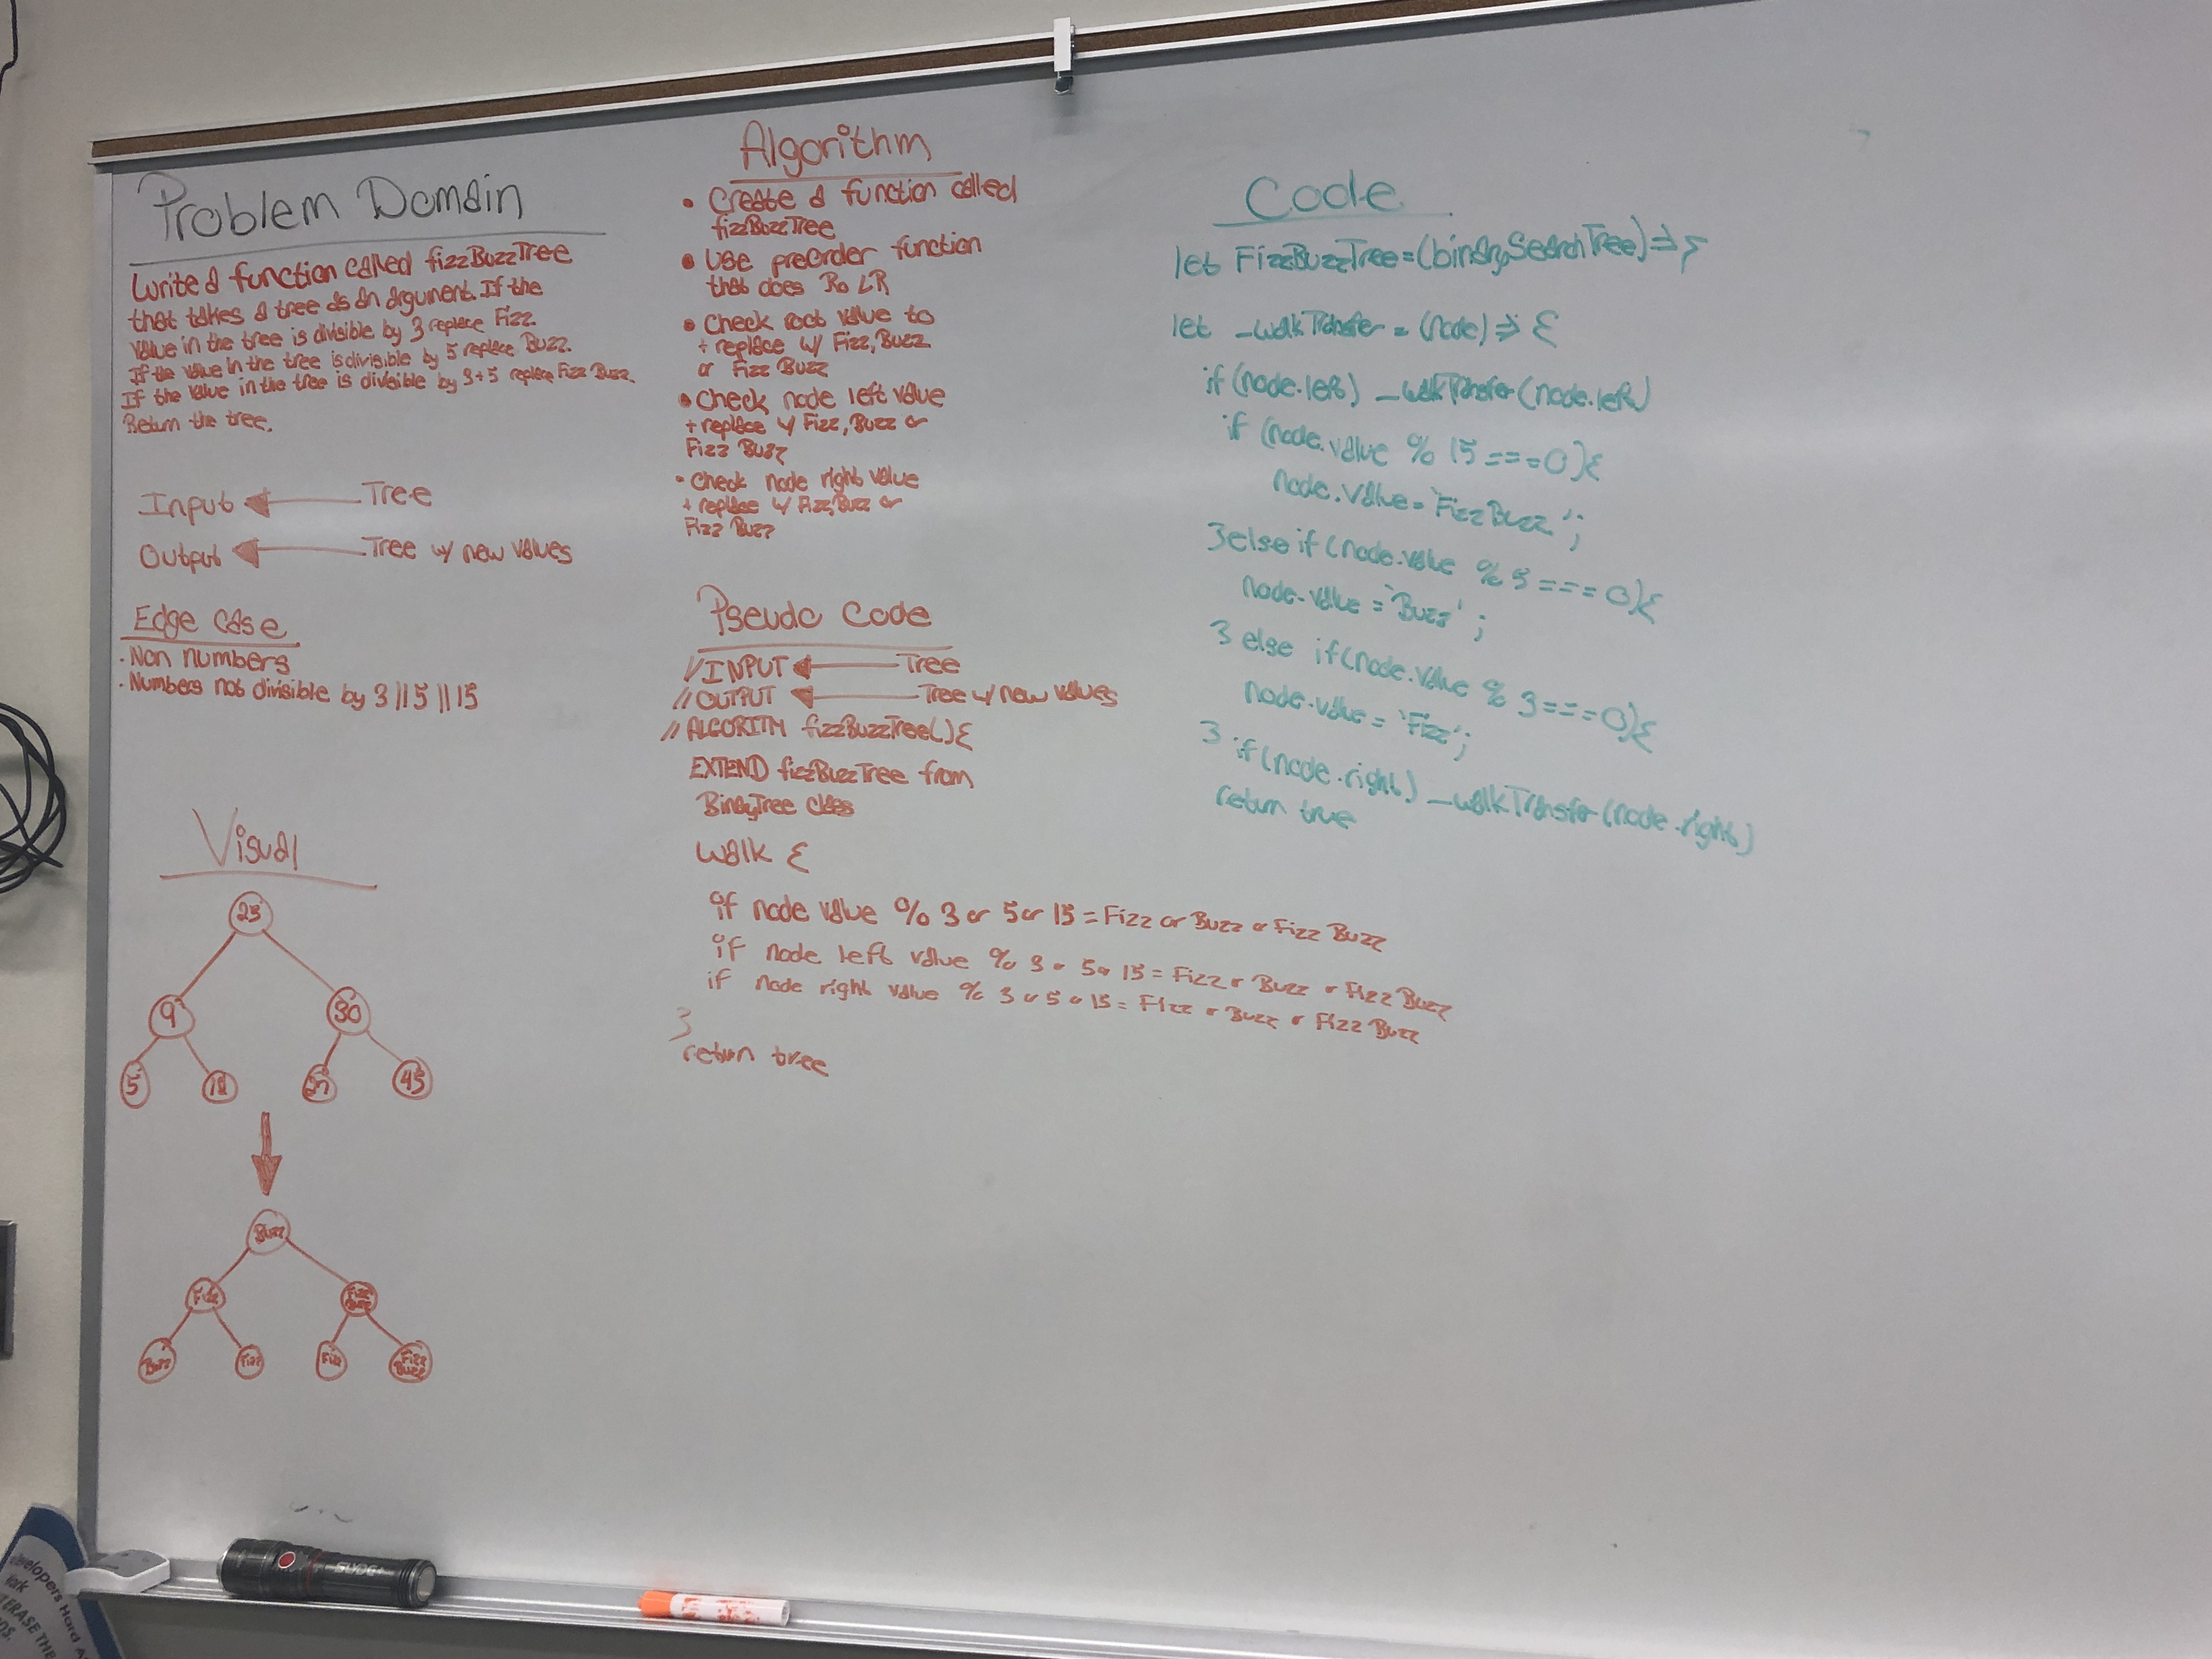 Problem Domain
Write a function called fizzBuzzTree
that takes a tree as an argument. If the
value in the tree is divisible by 3 replace Fizz.
If the value in the tree is divisible by 5 replace Buzz.
If the value in the tree is divisible by 3+5 replace Fizz Buzz.
Return the tree.
Input Tree
Output Tree w/ new values
Edge Case
· Non numbers
· Numbers not divisible by 3 || 5 || 15
Visual
25
9 30
5 18 45
Buzz
Fizz Fizz Buzz
Buzz Fizz Fizz Fizz Buzz
Algorithm
• Create a function called
fizzBuzzTree
• Use preOrder function
that does Ro LR
• Check root value to
+ replace w/ Fizz, Buzz
or Fizz Buzz
• Check node left value
+ replace w/ Fizz, Buzz or
Fizz Buzz
• Check node right value
+ replace w/ Fizz, Buzz or
Fizz Buzz
Pseudo Code
//INPUT Tree
//OUTPUT Tree w/ new values
//ALGORITM fizzBuzzTree(){
EXTEND fizzBuzzTree from
BinaryTree class
Walk {
if node value % 3 or 5 or 15 = Fizz or Buzz or Fizz Buzz
if node left value % 3 or 5 or 15 = Fizz or Buzz or Fizz Buzz
if node right value % 3 or 5 or 15 = Fizz or Buzz or Fizz Buzz
}
return tree
Code
let FizzBuzzTree = (binarySearchTree) => {
let _walkTransfer = (node) => {
if (node.left) _walkTransfer (node.left)
if (node.value % 15 === 0){
node.value = `FizzBuzz`;
}else if (node.value % 5 === 0){
node.value = `Buzz`;
} else if (node.value % 3 === 0){
node.value = `Fizz`;
} if (node.right) _walkTransfer (node.right)
return true
SUDE
evelopers Hard A
work
ERASE THE